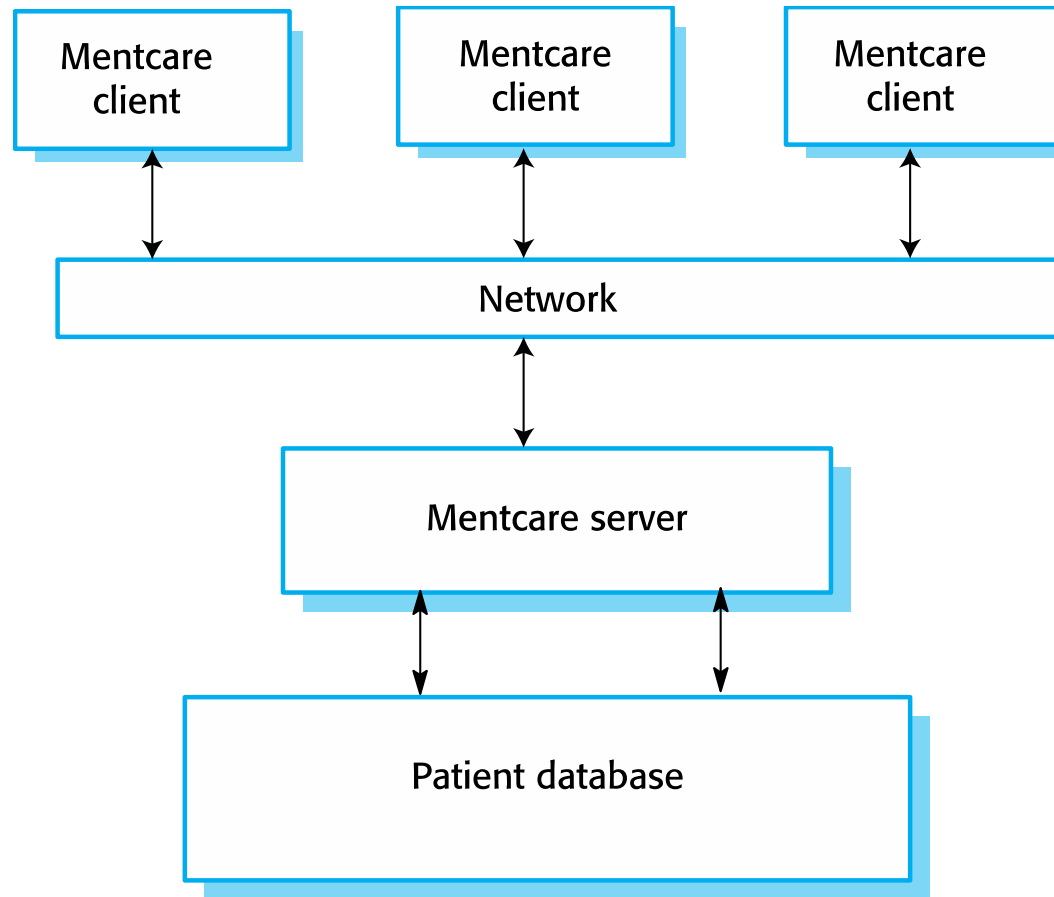 Mentcare
client
Mentcare
client
Mentcare
client
Network
Mentcare server
Patient database